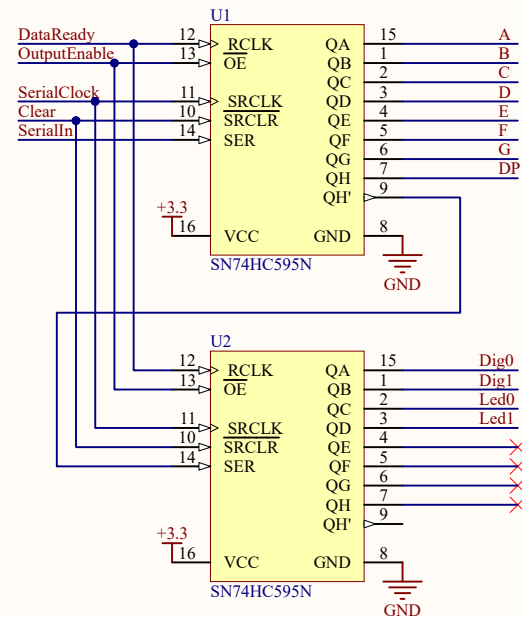 U1
DataReady 12 RCLK QA 15 A
OutputEnable 13 OE QB 1 B
QC 2 C
SerialClock 11 SRCLK QD 3 D
Clear 10 SRCLR QE 4 E
SerialIn 14 SER QF 5 F
QG 6 G
QH 7 DP
QH' 9
+3.3
16 VCC GND 8
SN74HC595N
GND
U2
12 RCLK QA 15 Dig0
13 OE QB 1 Dig1
QC 2 Led0
11 SRCLK QD 3 Led1
10 SRCLR QE 4
14 SER QF 5
QG 6
QH 7
QH' 9
+3.3
16 VCC GND 8
SN74HC595N
GND